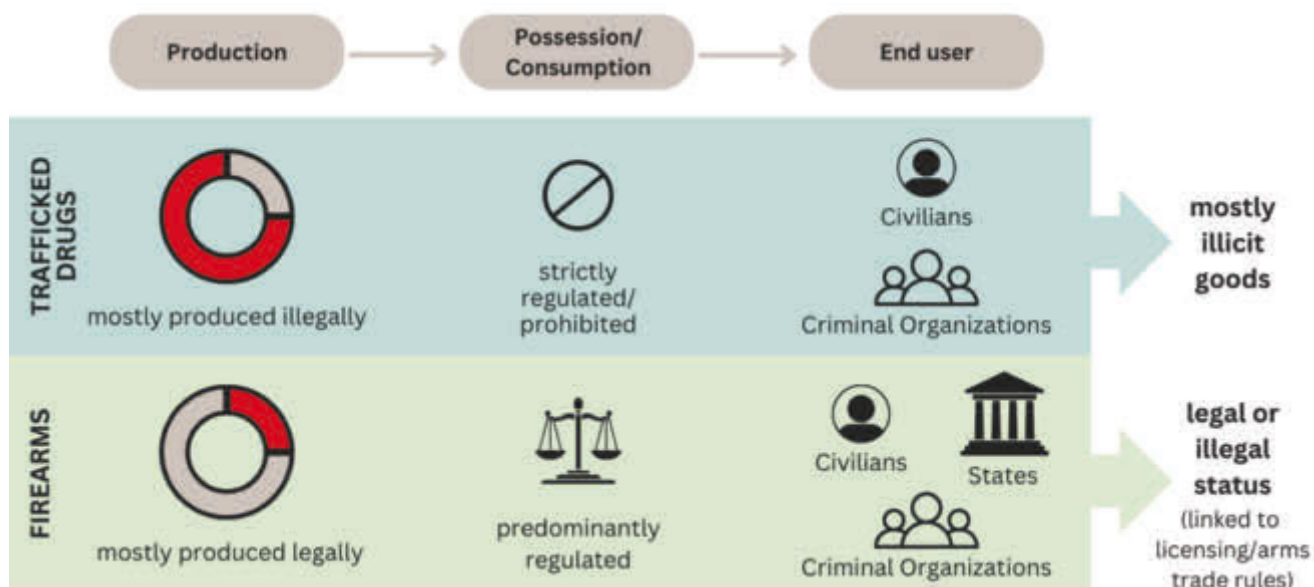 Production
Possession/
Consumption
End user
TRAFFICKED
DRUGS
mostly produced illegally
strictly
regulated/
prohibited
Civilians
Criminal Organizations
mostly
illicit
goods
FIREARMS
mostly produced legally
predominantly
regulated
Civilians
States
Criminal Organizations
legal or
illegal
status
(linked to
licensing/arms
trade rules)